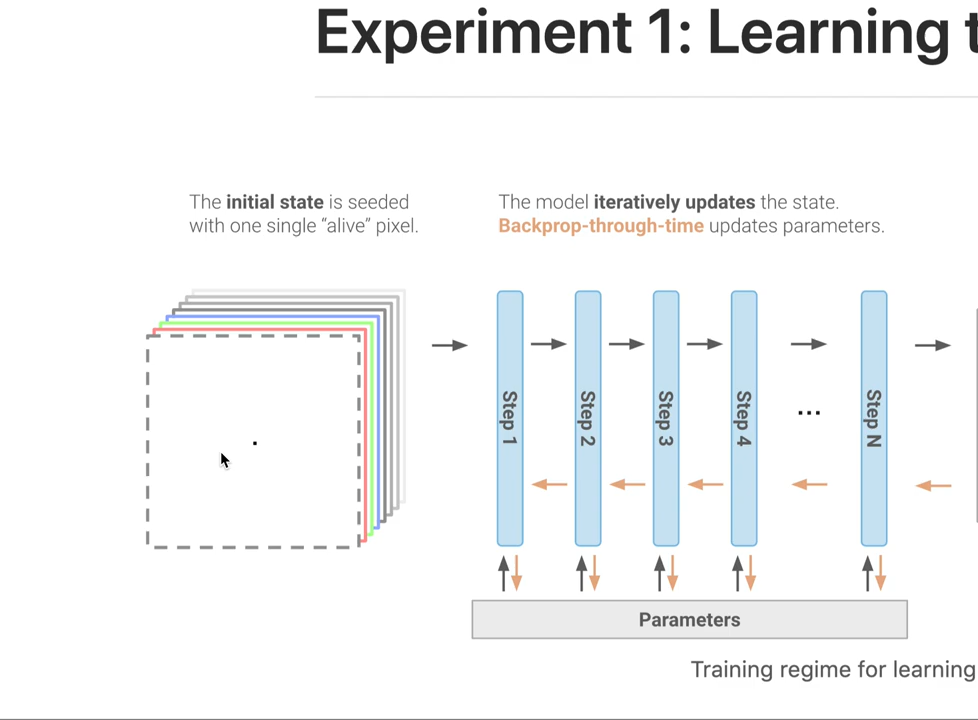 Experiment 1: Learning t
The initial state is seeded
with one single “alive” pixel.
The model iteratively updates the state.
Backprop-through-time updates parameters.
Step 1
Step 2
Step 3
Step 4
...
Step N
Parameters
Training regime for learning